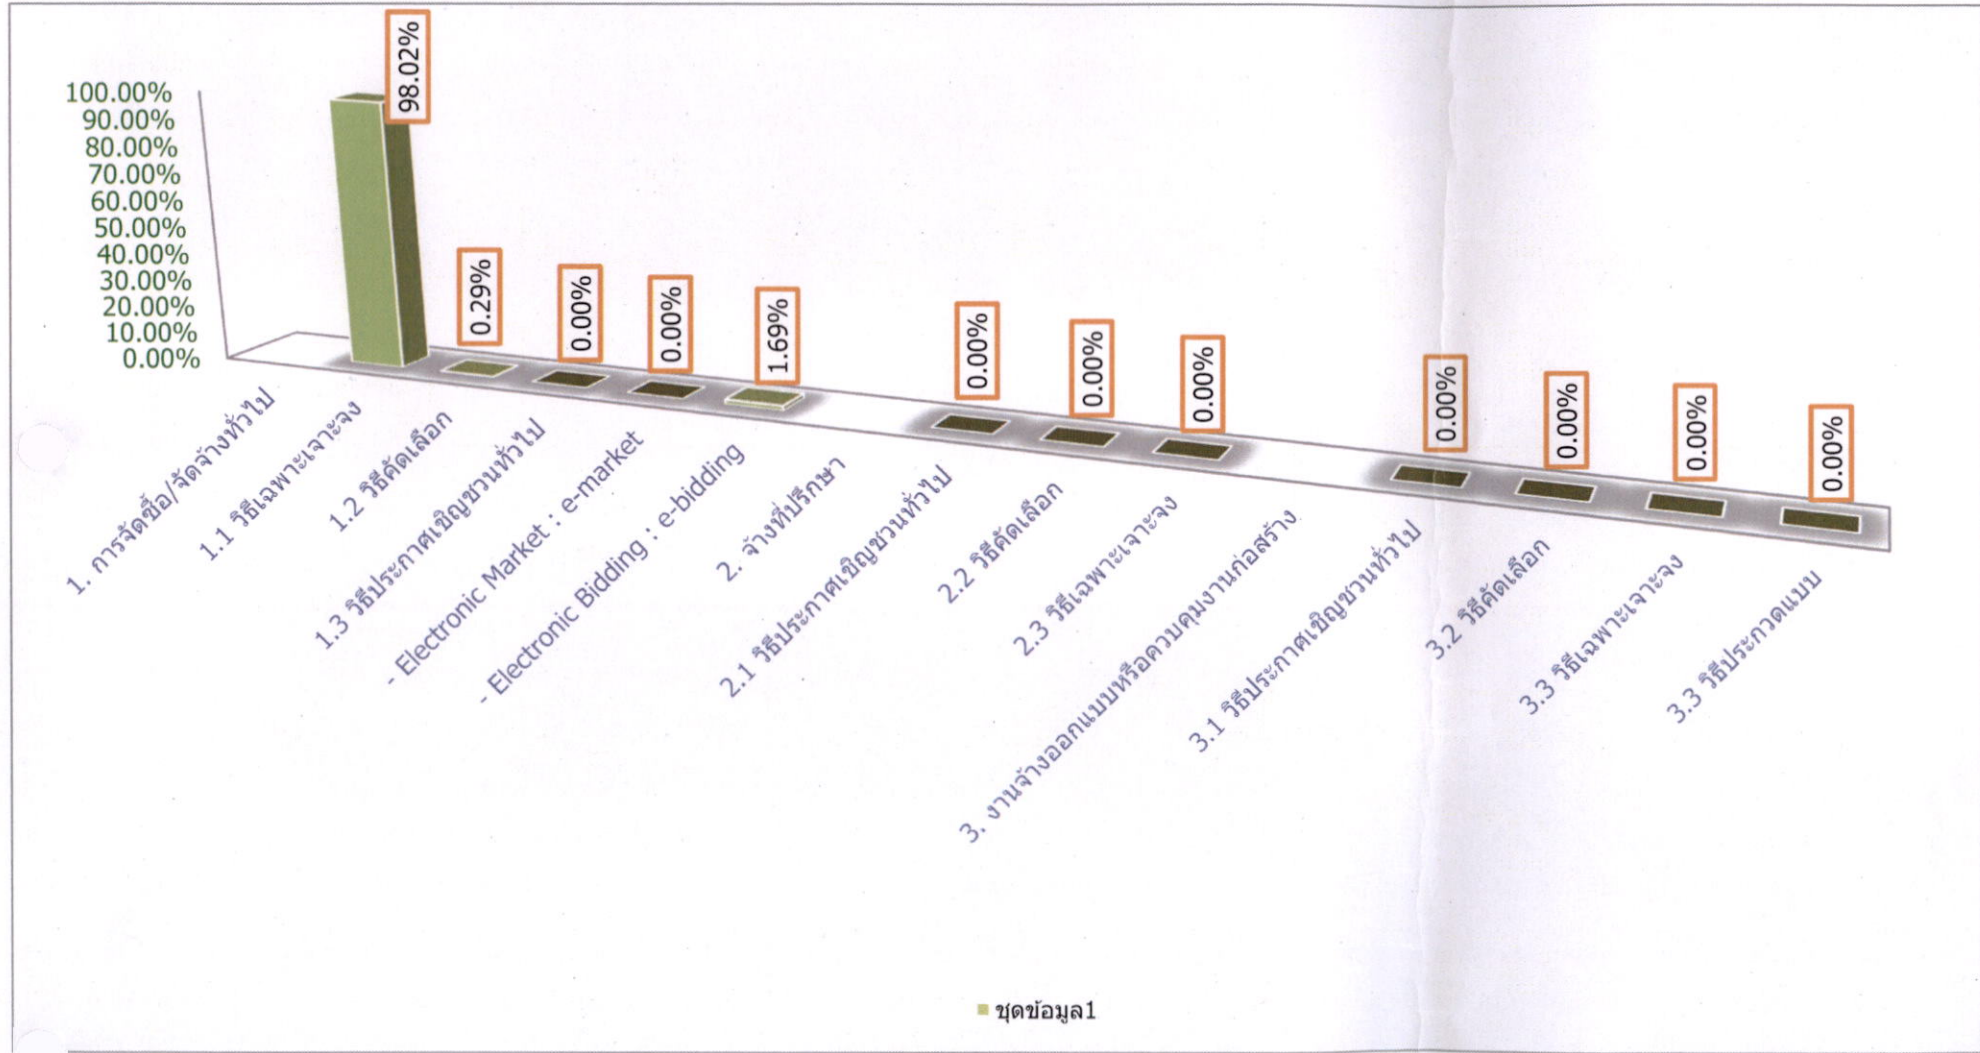 100.00%
90.00%
80.00%
70.00%
60.00%
50.00%
40.00%
30.00%
20.00%
10.00%
0.00%
98.02%
0.29%
0.00%
0.00%
1.69%
0.00%
0.00%
0.00%
0.00%
0.00%
0.00%
0.00%
1. การจัดซื้อ/จัดจ้างทั่วไป
1.1 วิธีเฉพาะเจาะจง
1.2 วิธีคัดเลือก
1.3 วิธีประกาศเชิญชวนทั่วไป
- Electronic Market : e-market
- Electronic Bidding : e-bidding
2. จ้างที่ปรึกษา
2.1 วิธีประกาศเชิญชวนทั่วไป
2.2 วิธีคัดเลือก
2.3 วิธีเฉพาะเจาะจง
3. งานจ้างออกแบบหรือควบคุมงานก่อสร้าง
3.1 วิธีประกาศเชิญชวนทั่วไป
3.2 วิธีคัดเลือก
3.3 วิธีเฉพาะเจาะจง
3.3 วิธีประกวดแบบ
ชุดข้อมูล1